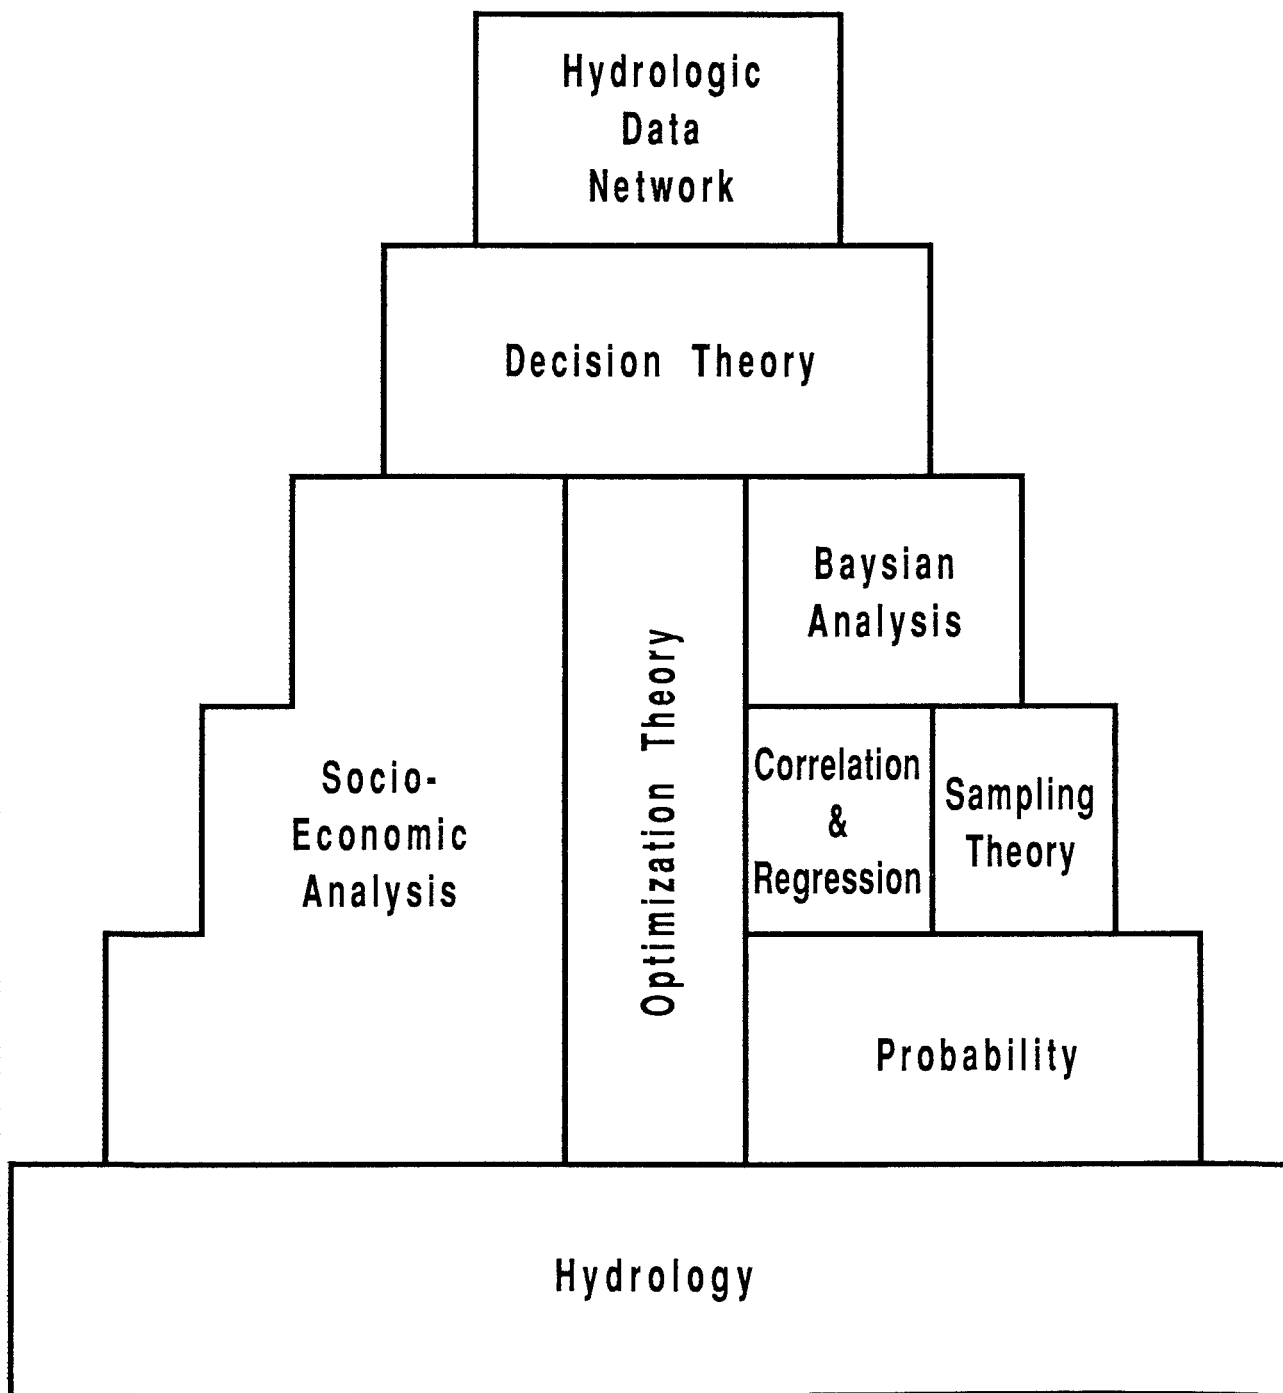 Hydrologic
Data
Network
Decision Theory
Baysian
Analysis
Socio-
Economic
Analysis
Optimization Theory
Correlation
&
Regression
Sampling
Theory
Probability
Hydrology